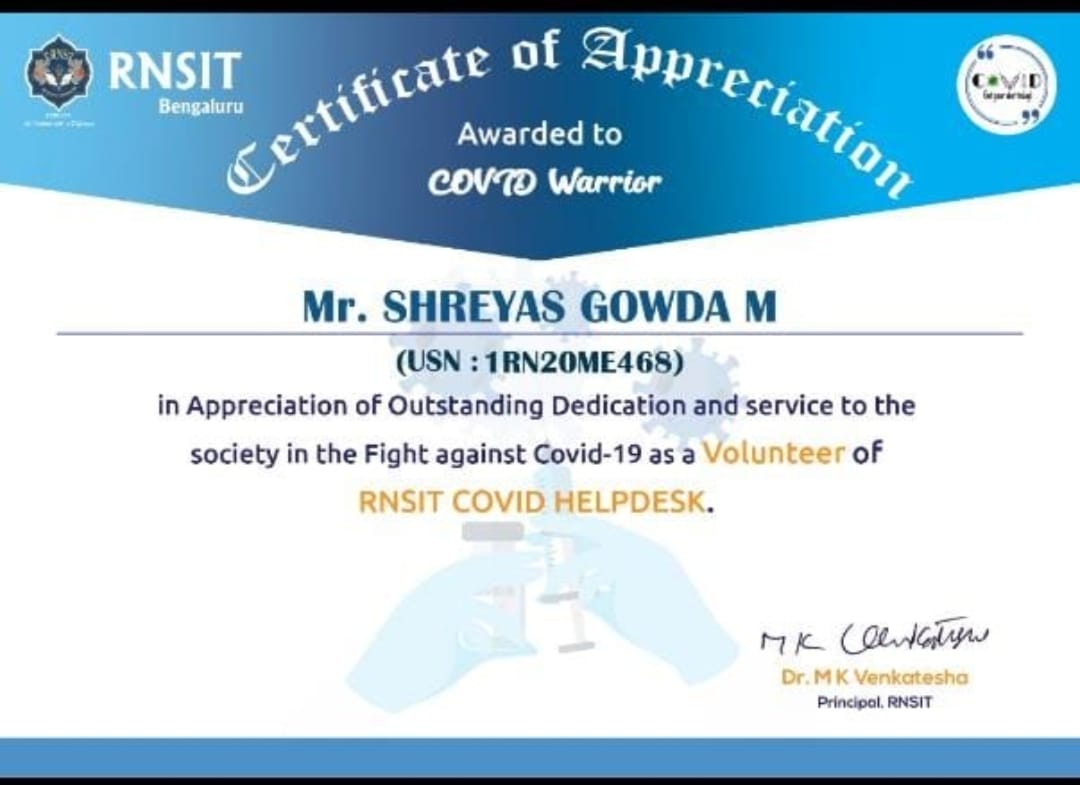 RNSIT
Bengaluru
Certificate of Appreciation
COVID
Awarded to
COVID Warrior
Mr. SHREYAS GOWDA M
(USN : 1RN20ME468)
in Appreciation of Outstanding Dedication and service to the
society in the Fight against Covid-19 as a Volunteer of
RNSIT COVID HELPDESK.
M K Venkatesha
Dr. M K Venkatesha
Principal, RNSIT